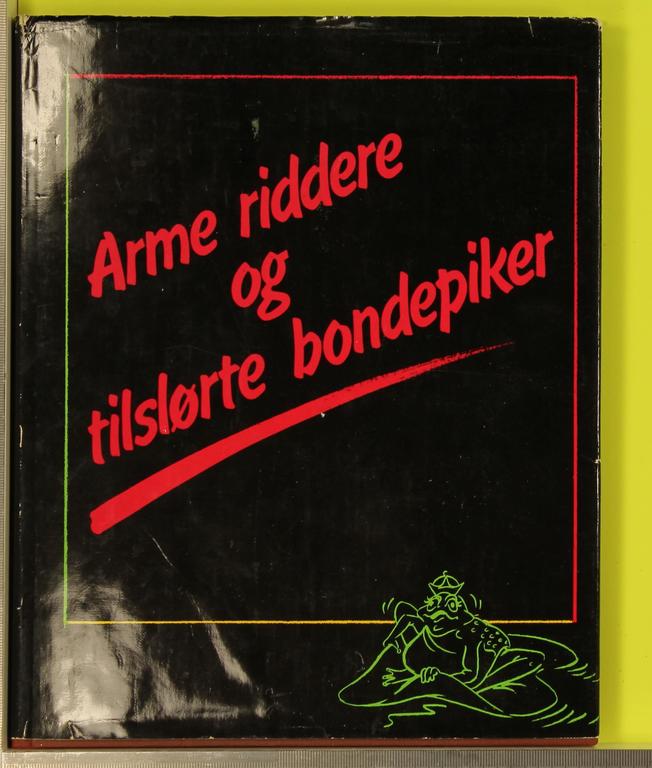 Arme riddere
og
tilslørte bondepiker